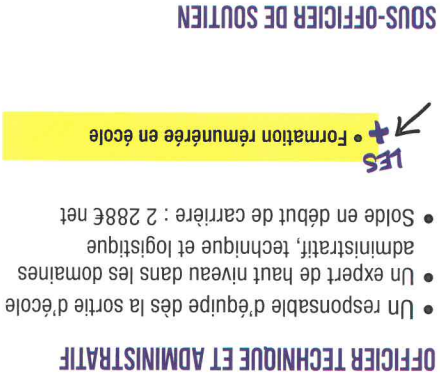 OFFICIER TECHNIQUE ET ADMINISTRATIF
• Un responsable d'équipe dès la sortie d'école
• Un expert de haut niveau dans les domaines
administratif, technique et logistique
• Solde en début de carrière : 2 288€ net
LES
+ • Formation rémunérée en école
SOUS-OFFICIER DE SOUTIEN